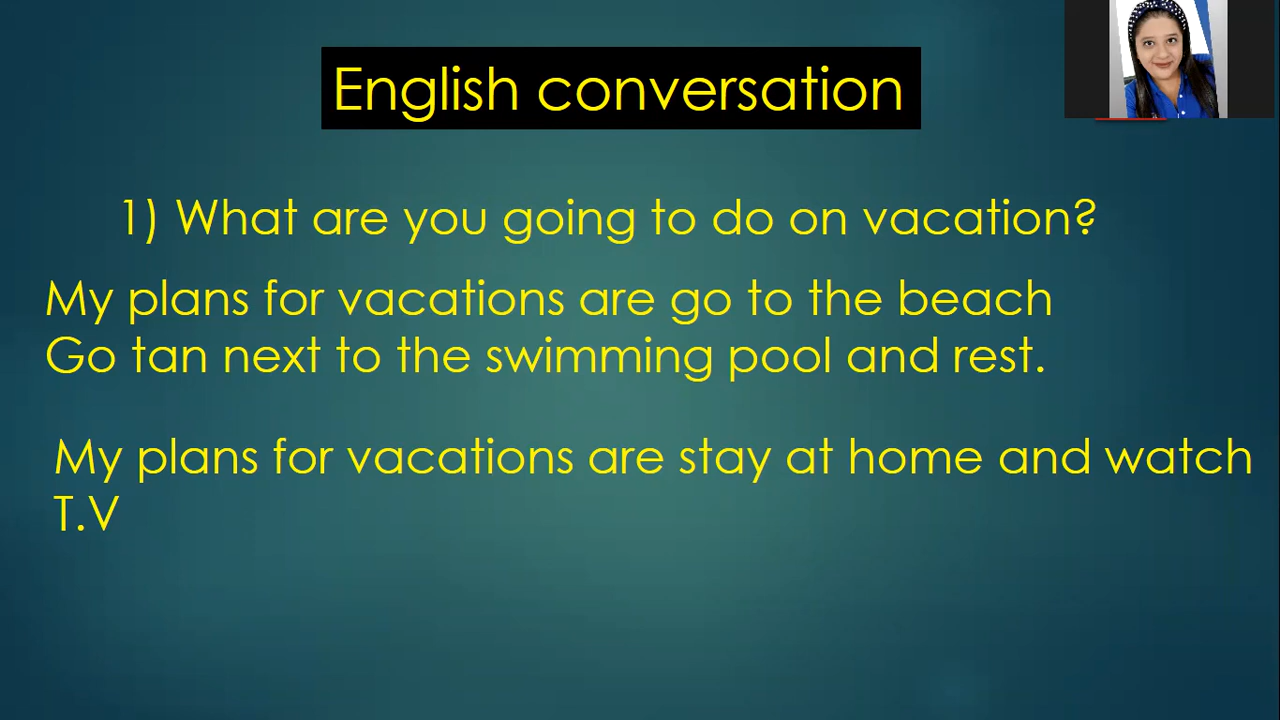 English conversation
1) What are you going to do on vacation?
My plans for vacations are go to the beach
Go tan next to the swimming pool and rest.
My plans for vacations are stay at home and watch
T.V